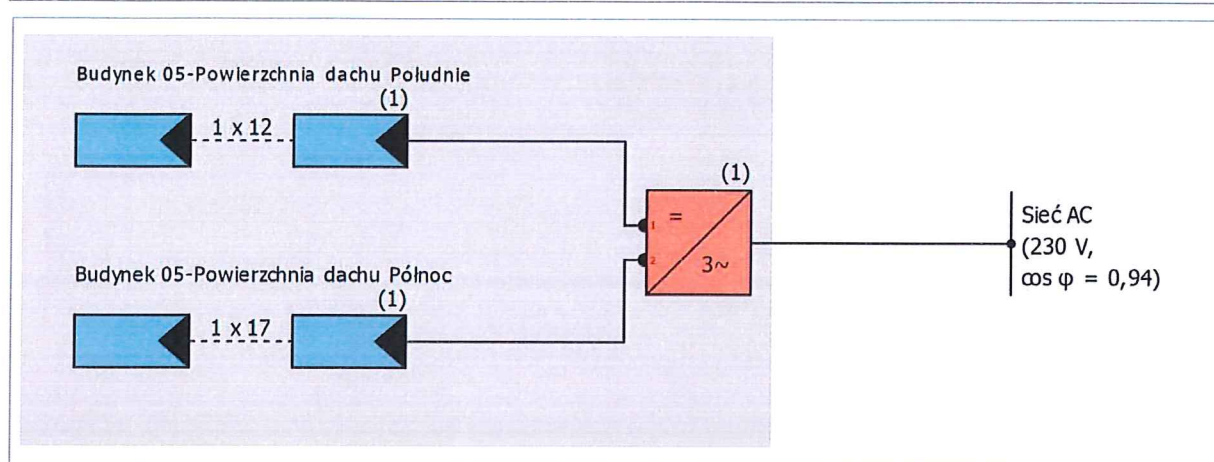 Budynek 05-Powierzchnia dachu Południe
(1)
1 x 12
(1)
1
=
2
3~
Sieć AC
(230 V,
cos φ = 0,94)
Budynek 05-Powierzchnia dachu Północ
(1)
1 x 17